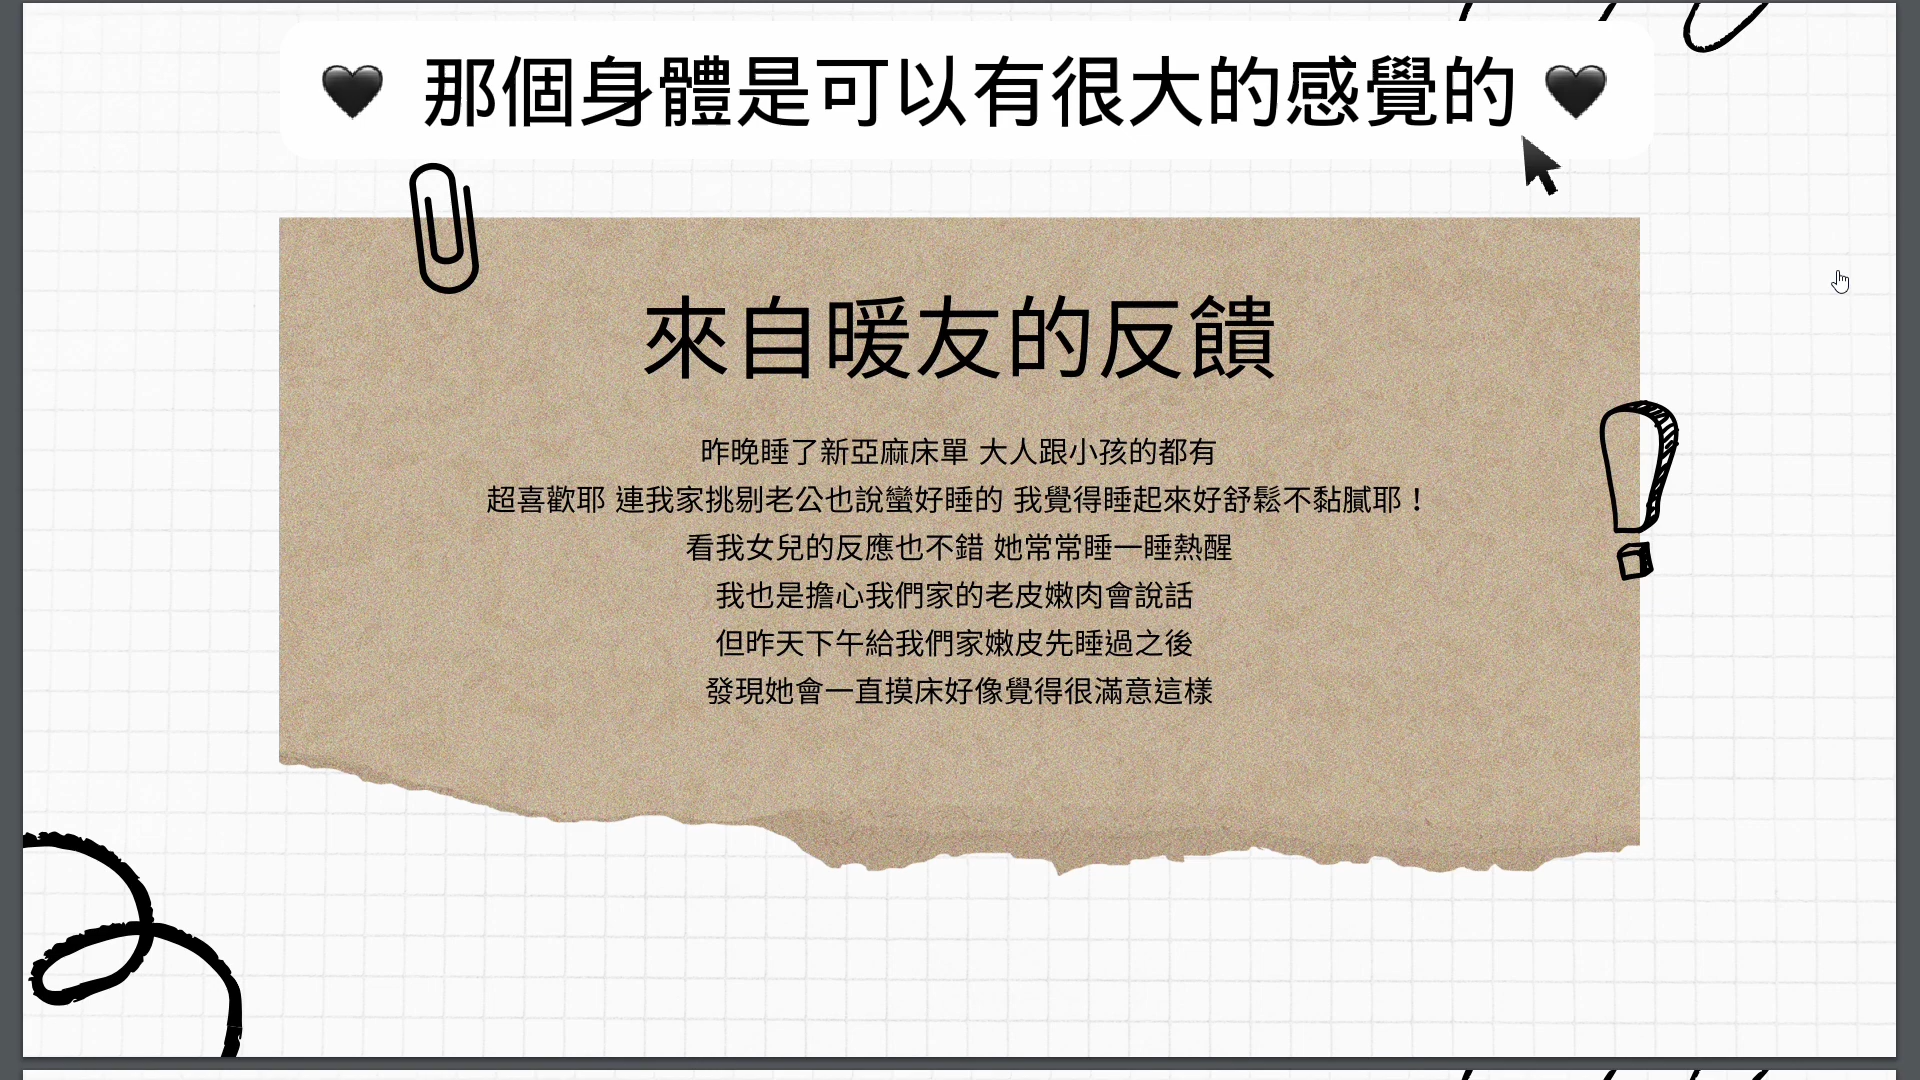 那個身體是可以有很大的感覺的
來自暖友的反饋
昨晚睡了新亞麻床單 大人跟小孩的都有
超喜歡耶 連我家挑剔老公也說蠻好睡的 我覺得睡起來好舒鬆不黏膩耶！
看我女兒的反應也不錯 她常常睡一睡熱醒
我也是擔心我們家的老皮嫩肉會說話
但昨天下午給我們家嫩皮先睡過之後
發現她會一直摸床好像覺得很滿意這樣